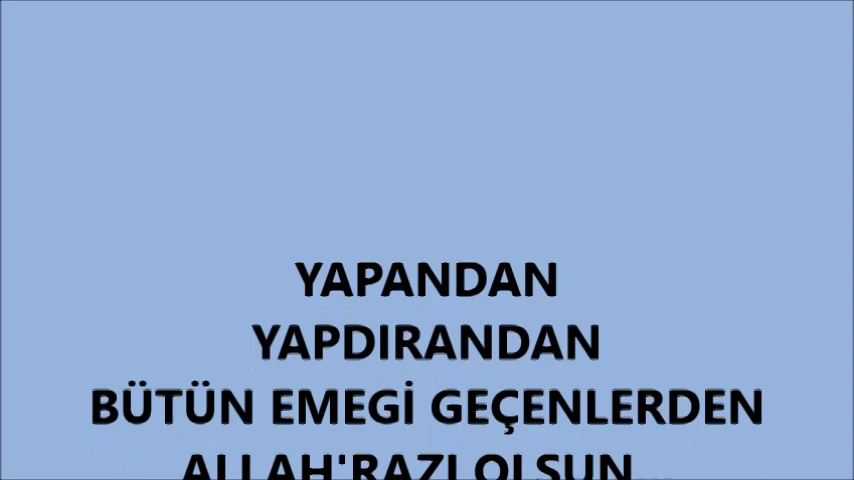 YAPANDAN
YAPDIRANDAN
BÜTÜN EMEGİ GEÇENLERDEN
ALLAH'RAZI OLSUN...